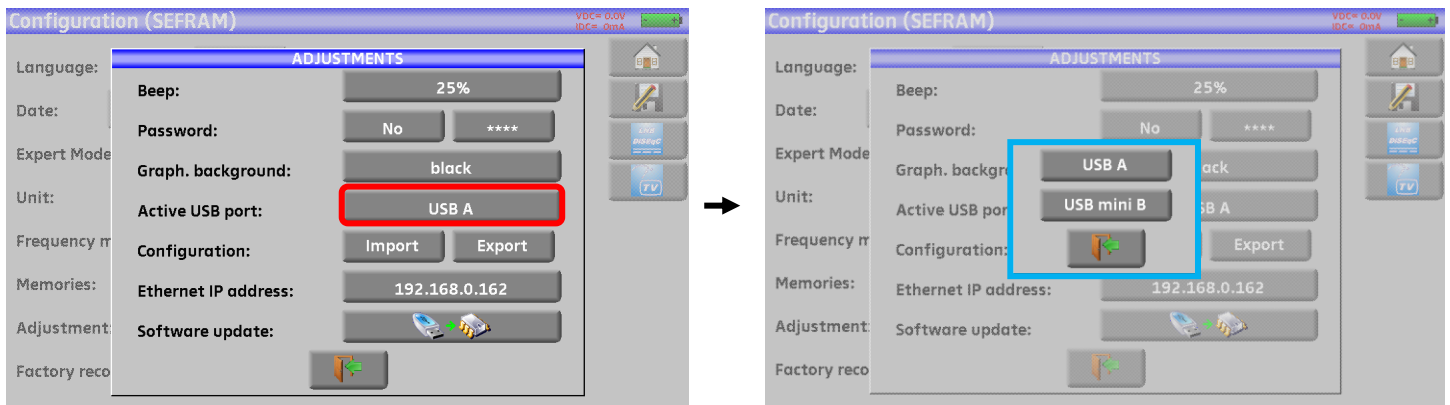 Configuration (SEFRAM)
VDC= 0.0V
IDC= 0mA
Language:
ADJUSTMENTS
Beep:
25%
Date:
Password:
No
****
LNB
DiSEqC
Expert Mode
Graph. background:
black
TV
Unit:
Active USB port:
USB A
Frequency m
Configuration:
Import
Export
Memories:
Ethernet IP address:
192.168.0.162
Adjustment
Software update:
Factory reco
Configuration (SEFRAM)
VDC= 0.0V
IDC= 0mA
Language:
ADJUSTMENTS
Beep:
25%
Date:
Password:
No
****
LNB
DiSEqC
Expert Mode
Graph. backgr
USB A
ack
TV
Unit:
Active USB por
USB mini B
SB A
Frequency m
Configuration:
Export
Memories:
Ethernet IP address:
192.168.0.162
Adjustment
Software update:
Factory reco